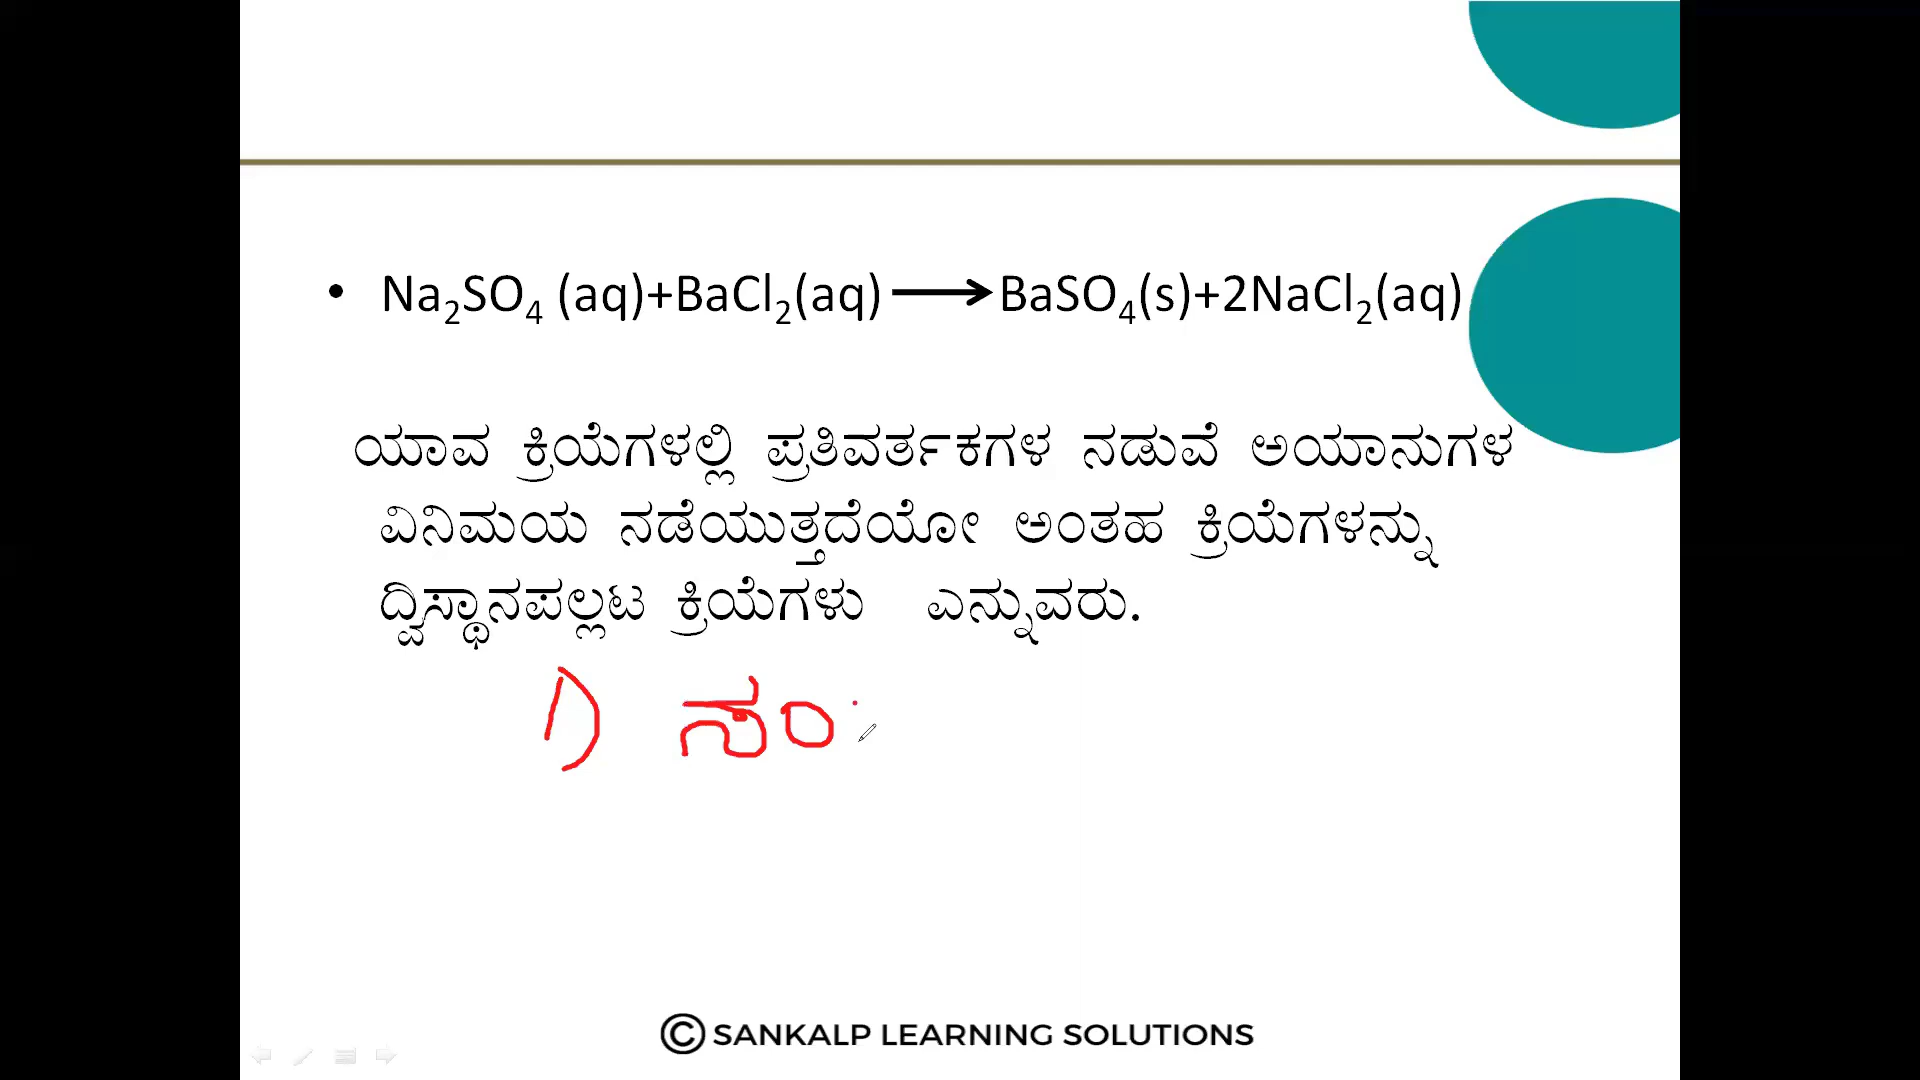 • Na₂SO₄ (aq)+BaCl₂(aq) ⟶ BaSO₄(s)+2NaCl₂(aq)
ಯಾವ ಕ್ರಿಯೆಗಳಲ್ಲಿ ಪ್ರತಿವರ್ತಕಗಳ ನಡುವೆ ಅಯಾನುಗಳ
ವಿನಿಮಯ ನಡೆಯುತ್ತದೆಯೋ ಅಂತಹ ಕ್ರಿಯೆಗಳನ್ನು
ದ್ವಿಸ್ಥಾನಪಲ್ಲಟ ಕ್ರಿಯೆಗಳು ಎನ್ನುವರು.
1) ಸಂ
© SANKALP LEARNING SOLUTIONS